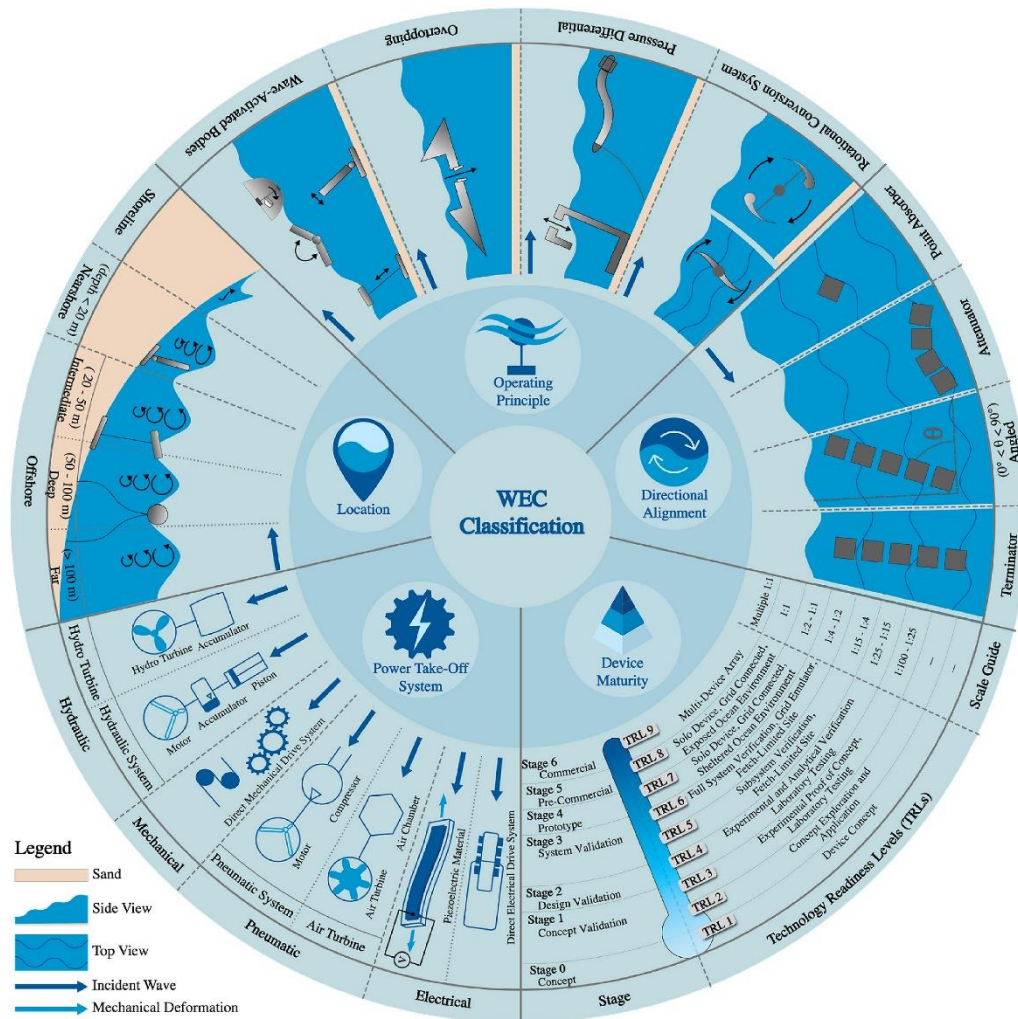 WEC
Classification
Operating
Principle
Directional
Alignment
Device
Maturity
Power Take-Off
System
Location
Wave-Activated Bodies
Overtopping
Pressure Differential
Rotational Conversion System
Point Absorber
Attenuator
Angled
(0° < θ < 90°)
θ
Terminator
Scale Guide
Multiple 1:1
1:1
1:2 - 1:1
1:4 - 1:2
1:15 - 1:4
1:25 - 1:15
1:100 - 1:25
–
–
Technology Readiness Levels (TRLs)
Multi-Device Array
Solo Device, Grid Connected,
Exposed Ocean Environment
Solo Device, Grid Connected,
Sheltered Ocean Environment
Full System Verification, Grid Emulator,
Fetch-Limited Site
Subsystem Verification,
Fetch-Limited Site
Experimental and Analytical Verification
Laboratory Testing
Experimental Proof of Concept,
Laboratory Testing
Concept Exploration and
Application
Device Concept
TRL 9
TRL 8
TRL 7
TRL 6
TRL 5
TRL 4
TRL 3
TRL 2
TRL 1
Stage 6
Commercial
Stage 5
Pre-Commercial
Stage 4
Prototype
Stage 3
System Validation
Stage 2
Design Validation
Stage 1
Concept Validation
Stage 0
Concept
Stage
Electrical
Direct Electrical Drive System
Piezoelectric Material
V
Pneumatic
Air Turbine
Air Chamber
Air Turbine
Pneumatic System
Compressor
Motor
Mechanical
Direct Mechanical Drive System
Hydraulic
Hydraulic System
Motor
Accumulator
Piston
Hydro Turbine
Hydro Turbine
Accumulator
Offshore
Far
(> 100 m)
Deep
(50 - 100 m)
Intermediate
(20 - 50 m)
Nearshore
(depth < 20 m)
Shoreline
Legend
Sand
Side View
Top View
Incident Wave
Mechanical Deformation